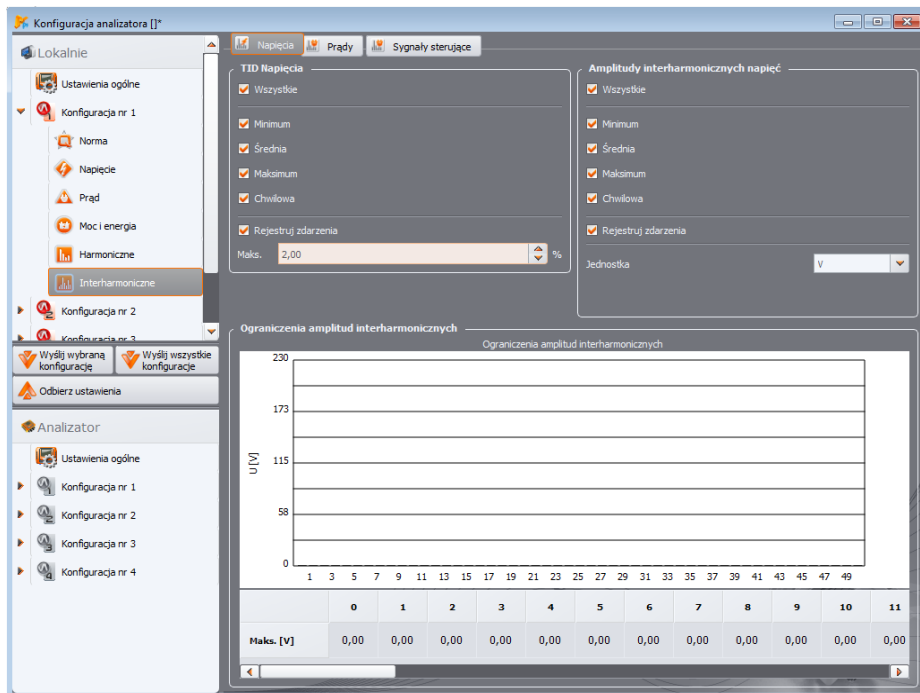 Konfiguracja analizatora []*
Lokalnie
Ustawienia ogólne
Konfiguracja nr 1
Norma
Napięcie
Prąd
Moc i energia
Harmoniczne
Interharmoniczne
Konfiguracja nr 2
Konfiguracja nr 3
Wyślij wybraną konfigurację
Wyślij wszystkie konfiguracje
Odbierz ustawienia
Analizator
Ustawienia ogólne
Konfiguracja nr 1
Konfiguracja nr 2
Konfiguracja nr 3
Konfiguracja nr 4
Napięcia Prądy Sygnały sterujące
TID Napięcia
Wszystkie
Minimum
Średnia
Maksimum
Chwilowa
Rejestruj zdarzenia
Maks. 2,00 %
Amplitudy interharmonicznych napięć
Wszystkie
Minimum
Średnia
Maksimum
Chwilowa
Rejestruj zdarzenia
Jednostka V
Ograniczenia amplitud interharmonicznych
Ograniczenia amplitud interharmonicznych
U [V]
230
173
115
58
0
1 3 5 7 9 11 13 15 17 19 21 23 25 27 29 31 33 35 37 39 41 43 45 47 49
0 1 2 3 4 5 6 7 8 9 10 11
Maks. [V] 0,00 0,00 0,00 0,00 0,00 0,00 0,00 0,00 0,00 0,00 0,00 0,00